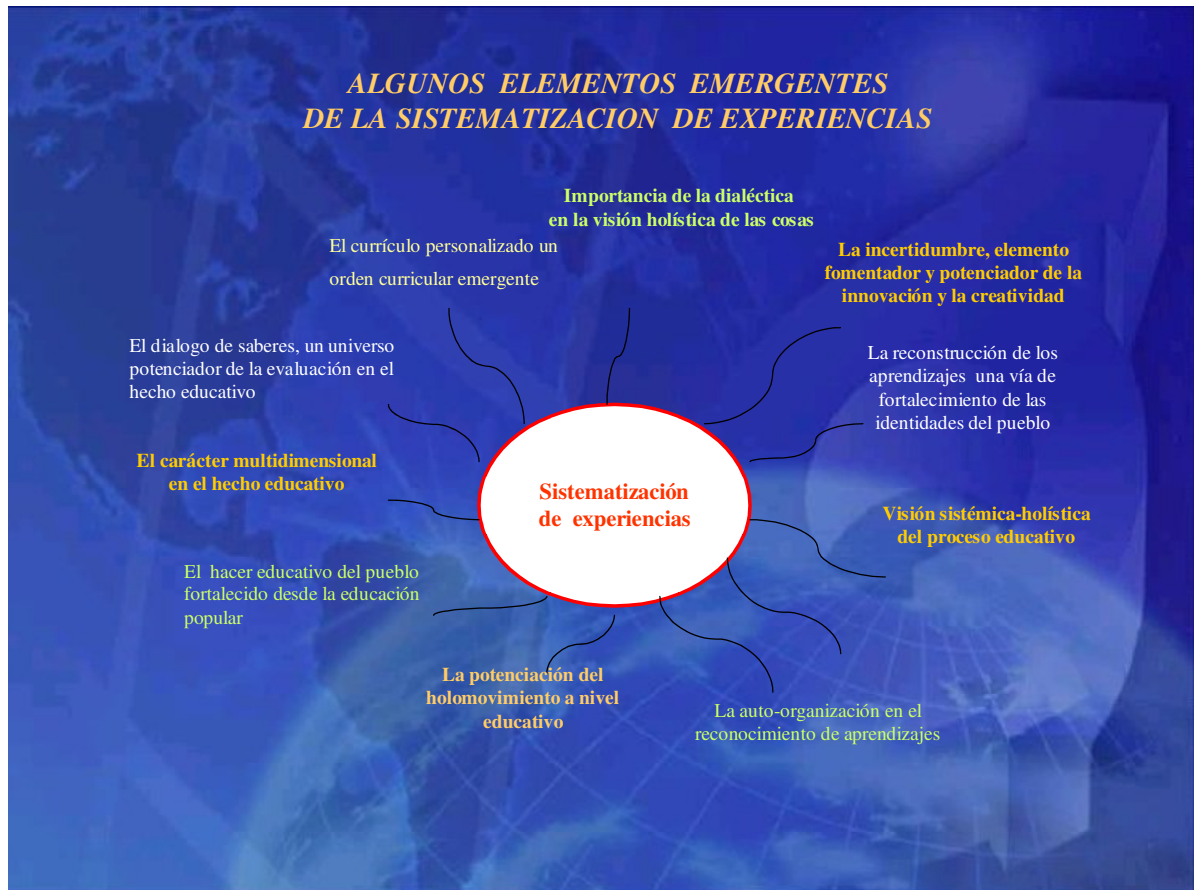 ALGUNOS ELEMENTOS EMERGENTES
DE LA SISTEMATIZACION DE EXPERIENCIAS
Importancia de la dialéctica
en la visión holística de las cosas
El currículo personalizado un
orden curricular emergente
La incertidumbre, elemento
fomentador y potenciador de la
innovación y la creatividad
El dialogo de saberes, un universo
potenciador de la evaluación en el
hecho educativo
La reconstrucción de los
aprendizajes una vía de
fortalecimiento de las
identidades del pueblo
El carácter multidimensional
en el hecho educativo
Sistematización
de experiencias
Visión sistémica-holística
del proceso educativo
El hacer educativo del pueblo
fortalecido desde la educación
popular
La potenciación del
holomovimiento a nivel
educativo
La auto-organización en el
reconocimiento de aprendizajes